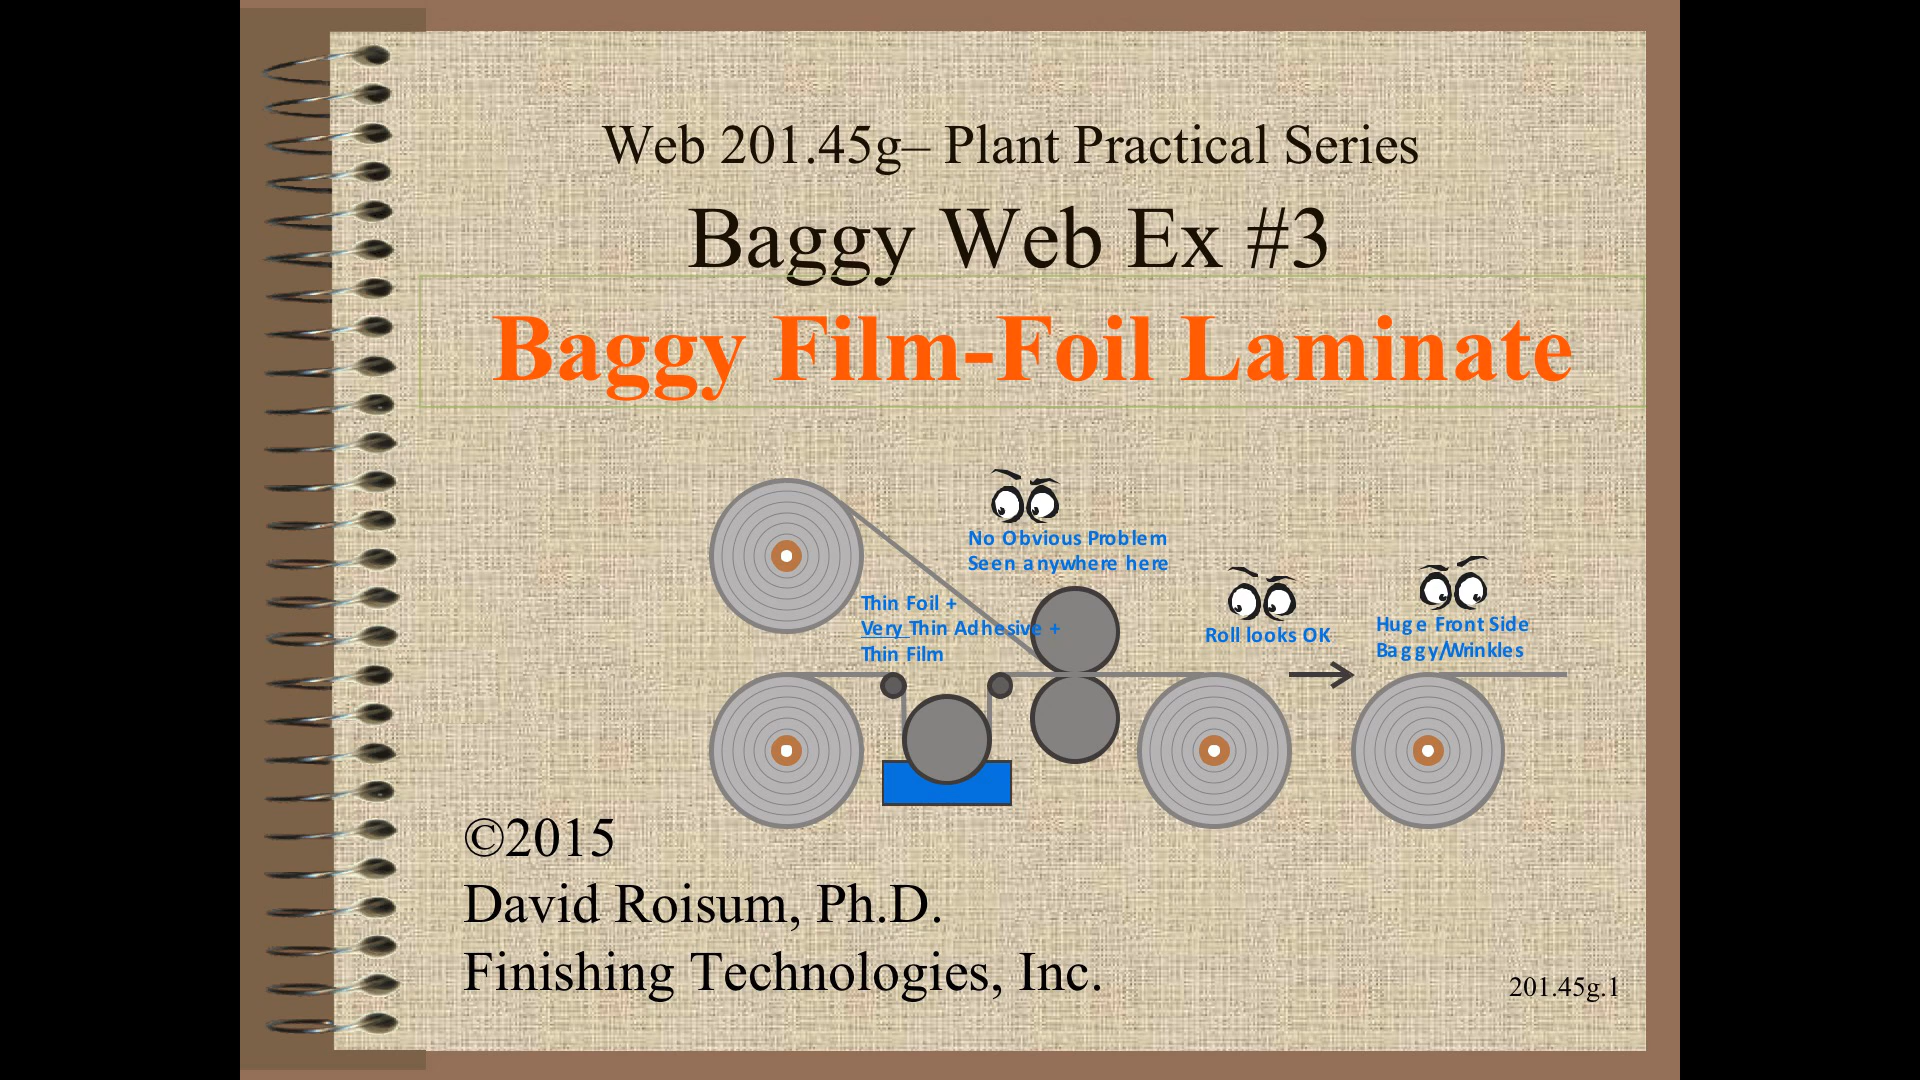 Web 201.45g– Plant Practical Series
Baggy Web Ex #3
Baggy Film-Foil Laminate
No Obvious Problem
Seen anywhere here
Thin Foil +
Very Thin Adhesive +
Thin Film
Roll looks OK
Huge Front Side
Baggy/Wrinkles
©2015
David Roisum, Ph.D.
Finishing Technologies, Inc.
201.45g.1